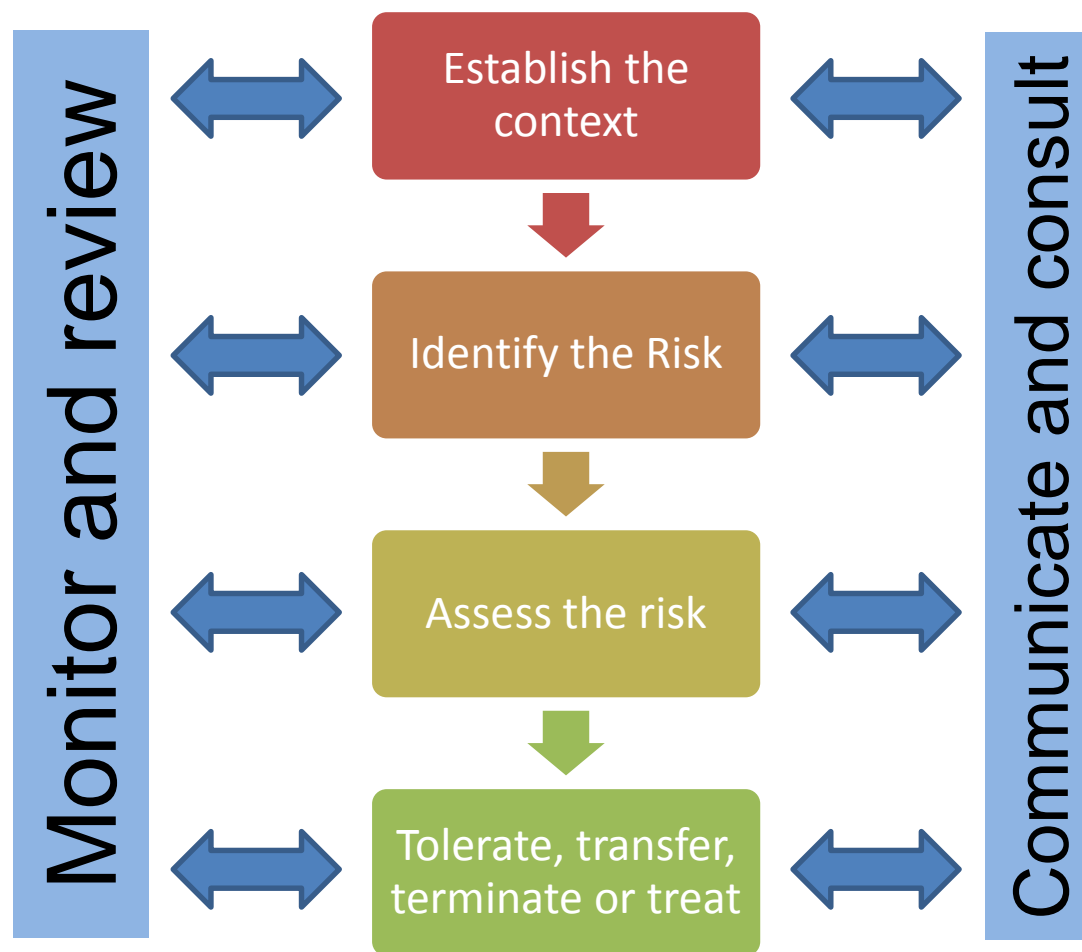 Monitor and review
Establish the
context
Identify the Risk
Assess the risk
Tolerate, transfer,
terminate or treat
Communicate and consult